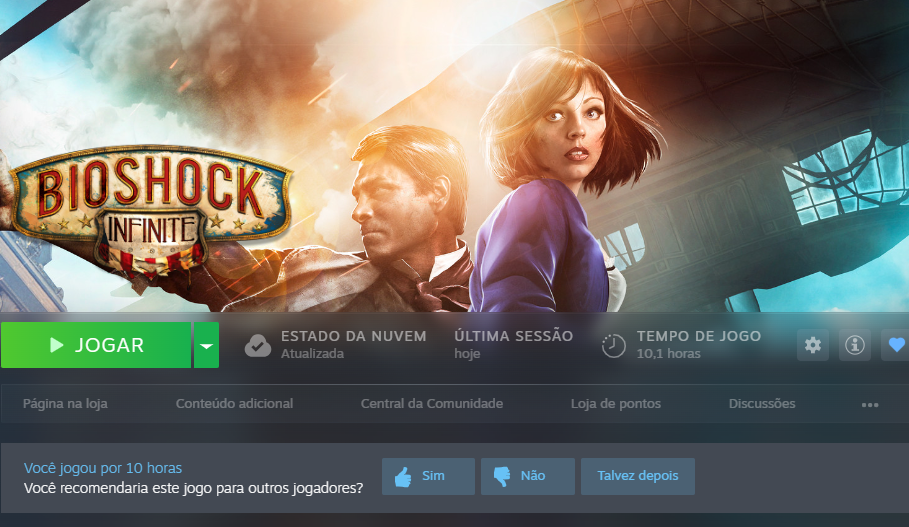 BIOSHOCK
INFINITE
JOGAR
ESTADO DA NUVEM
Atualizada
ÚLTIMA SESSÃO
hoje
TEMPO DE JOGO
10,1 horas
Página na loja
Conteúdo adicional
Central da Comunidade
Loja de pontos
Discussões
Você jogou por 10 horas
Você recomendaria este jogo para outros jogadores?
Sim
Não
Talvez depois